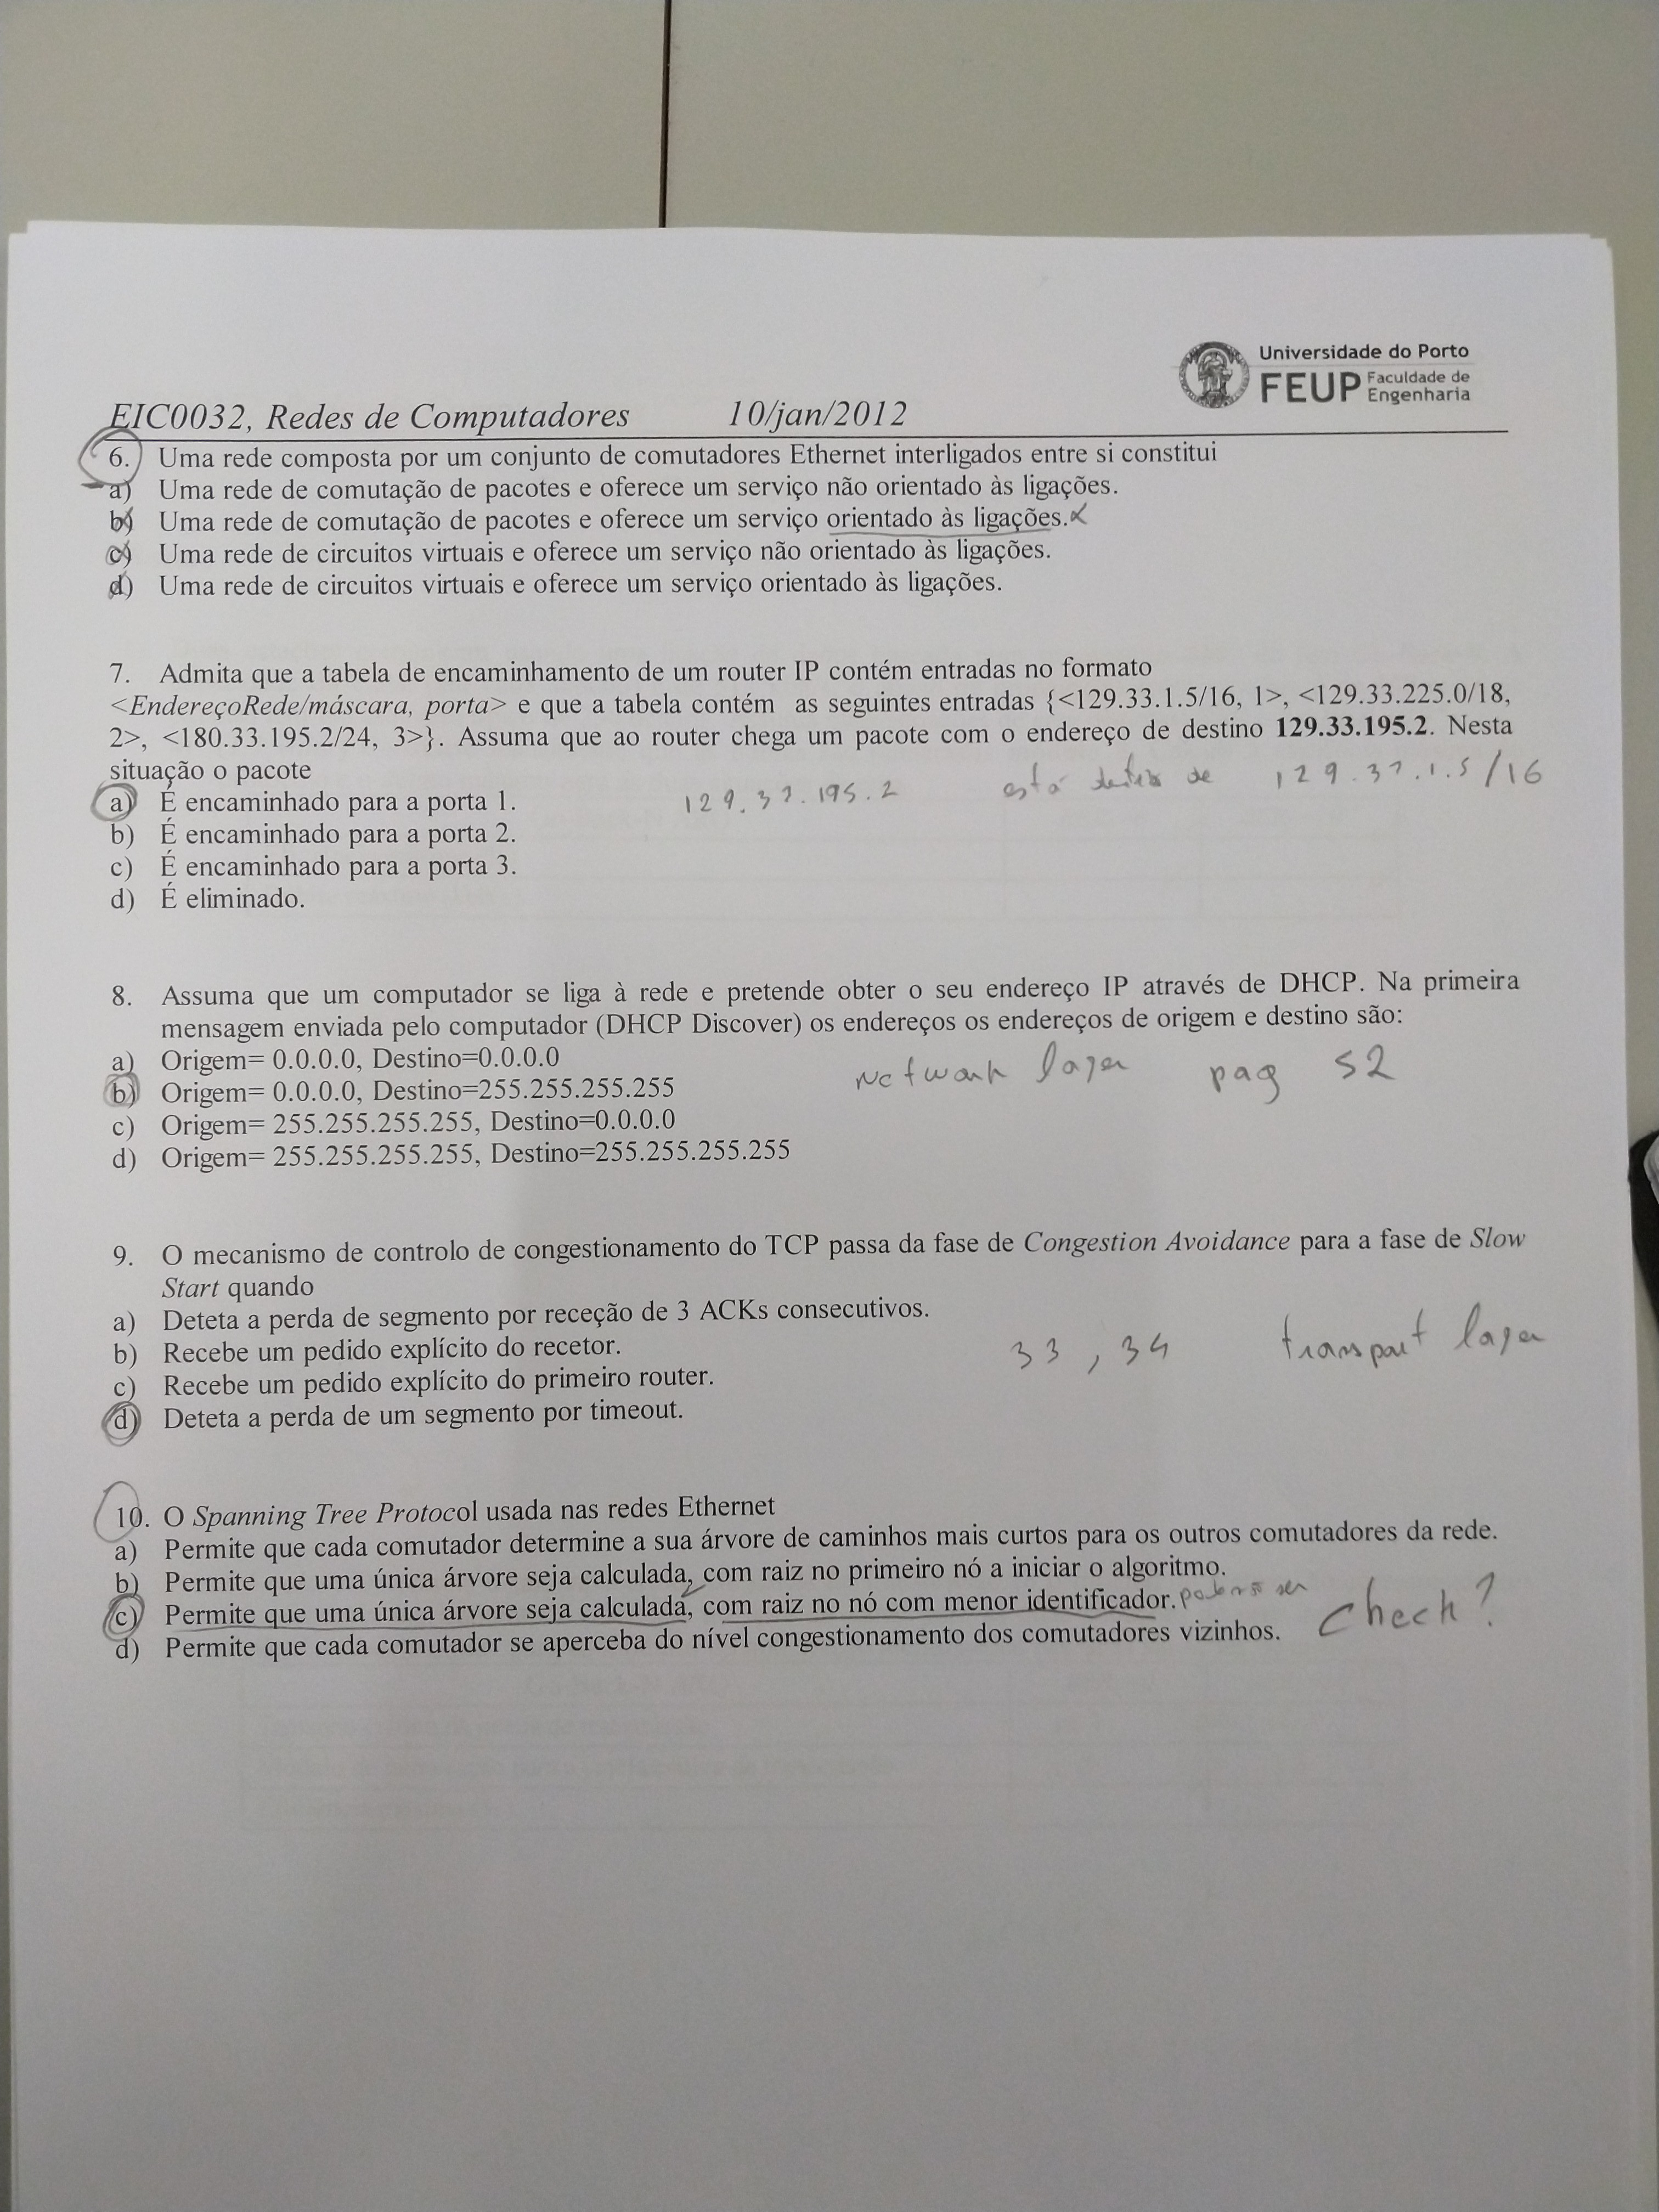 Universidade do Porto
FEUP Faculdade de
Engenharia
EIC0032, Redes de Computadores 10/jan/2012
6. Uma rede composta por um conjunto de comutadores Ethernet interligados entre si constitui
a) Uma rede de comutação de pacotes e oferece um serviço não orientado às ligações.
b) Uma rede de comutação de pacotes e oferece um serviço orientado às ligações.
c) Uma rede de circuitos virtuais e oferece um serviço não orientado às ligações.
d) Uma rede de circuitos virtuais e oferece um serviço orientado às ligações.
7. Admita que a tabela de encaminhamento de um router IP contém entradas no formato
<EndereçoRede/máscara, porta> e que a tabela contém as seguintes entradas {<129.33.1.5/16, 1>, <129.33.225.0/18,
2>, <180.33.195.2/24, 3>}. Assuma que ao router chega um pacote com o endereço de destino 129.33.195.2. Nesta
situação o pacote
a) É encaminhado para a porta 1. 129.33.195.2 está dentro de 129.33.1.5/16
b) É encaminhado para a porta 2.
c) É encaminhado para a porta 3.
d) É eliminado.
8. Assuma que um computador se liga à rede e pretende obter o seu endereço IP através de DHCP. Na primeira
mensagem enviada pelo computador (DHCP Discover) os endereços os endereços de origem e destino são:
a) Origem= 0.0.0.0, Destino=0.0.0.0
b) Origem= 0.0.0.0, Destino=255.255.255.255 Network layer pag 52
c) Origem= 255.255.255.255, Destino=0.0.0.0
d) Origem= 255.255.255.255, Destino=255.255.255.255
9. O mecanismo de controlo de congestionamento do TCP passa da fase de Congestion Avoidance para a fase de Slow
Start quando
a) Deteta a perda de segmento por receção de 3 ACKs consecutivos.
b) Recebe um pedido explícito do recetor. 33, 34 transport layer
c) Recebe um pedido explícito do primeiro router.
d) Deteta a perda de um segmento por timeout.
10. O Spanning Tree Protocol usada nas redes Ethernet
a) Permite que cada comutador determine a sua árvore de caminhos mais curtos para os outros comutadores da rede.
b) Permite que uma única árvore seja calculada, com raiz no primeiro nó a iniciar o algoritmo.
c) Permite que uma única árvore seja calculada, com raiz no nó com menor identificador. check?
d) Permite que cada comutador se aperceba do nível congestionamento dos comutadores vizinhos.